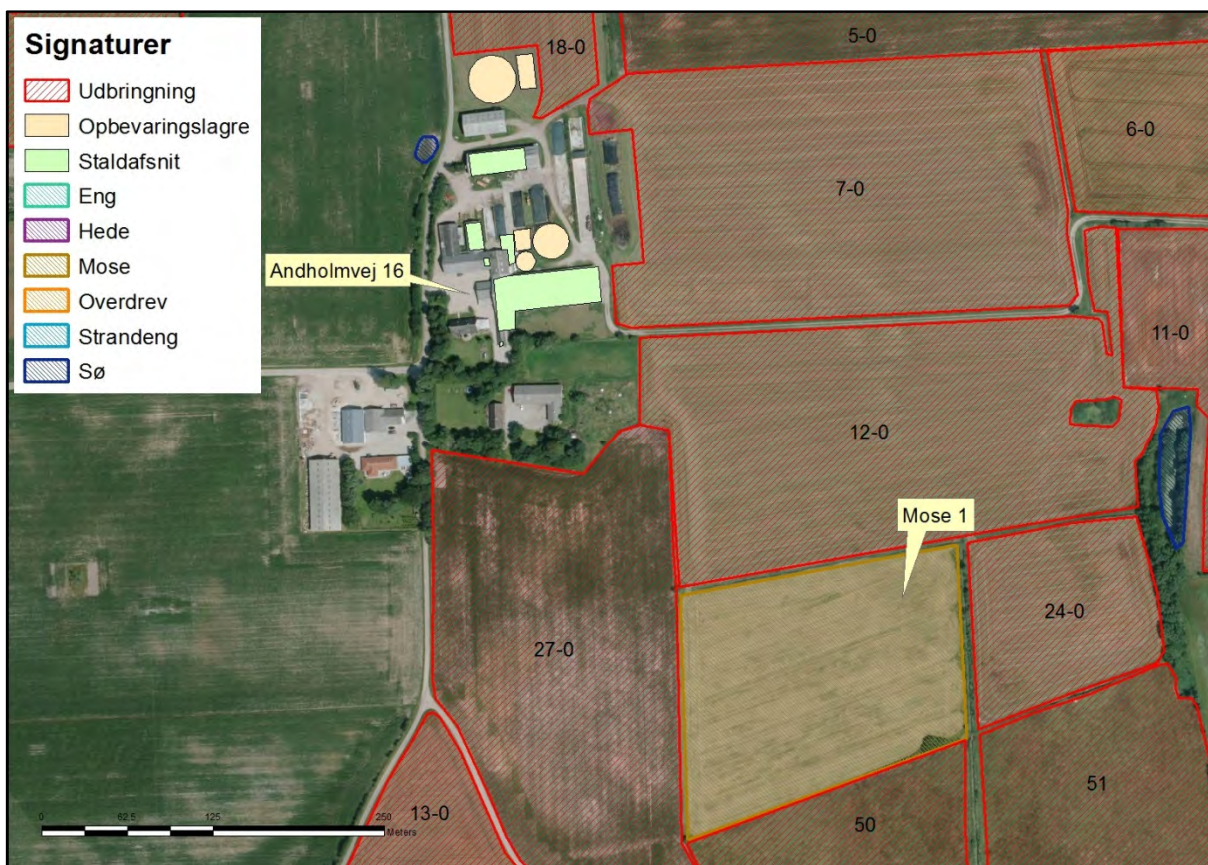 Signaturer
Udbringning
Opbevaringslagre
Staldafsnit
Eng
Hede
Mose
Overdrev
Strandeng
Sø
18-0
5-0
6-0
7-0
Andholmvej 16
11-0
12-0
Mose 1
24-0
27-0
51
13-0
50
0 62,5 125 250
Meters